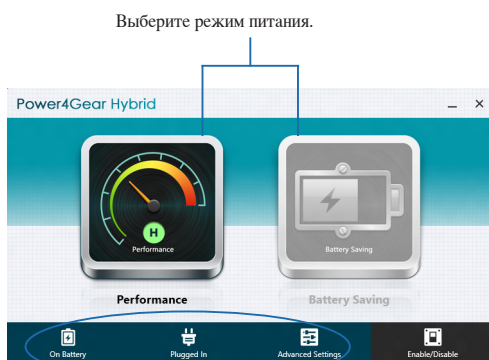 Выберите режим питания.
Power4Gear Hybrid
H
Performance
Battery Saving
Performance
Battery Saving
On Battery
Plugged In
Advanced Settings
Enable/Disable